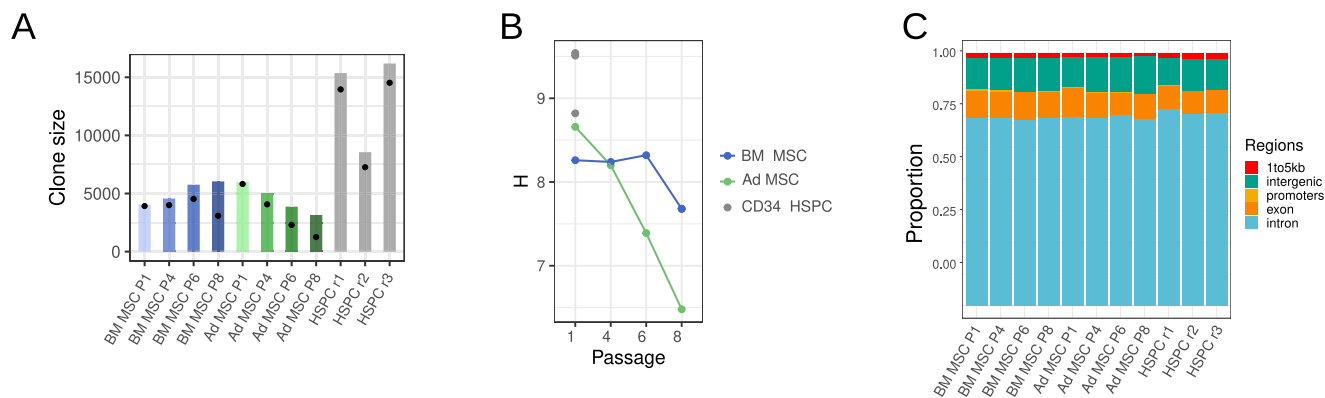 A
Clone size
15000
10000
5000
0
BM MSC P1
BM MSC P4
BM MSC P6
BM MSC P8
Ad MSC P1
Ad MSC P4
Ad MSC P6
Ad MSC P8
HSPC r1
HSPC r2
HSPC r3
B
H
9
8
7
1 4 6 8
Passage
BM MSC
Ad MSC
CD34 HSPC
C
Proportion
1.00
0.75
0.50
0.25
0.00
BM MSC P1
BM MSC P4
BM MSC P6
BM MSC P8
Ad MSC P1
Ad MSC P4
Ad MSC P6
Ad MSC P8
HSPC r1
HSPC r2
HSPC r3
Regions
1to5kb
intergenic
promoters
exon
intron